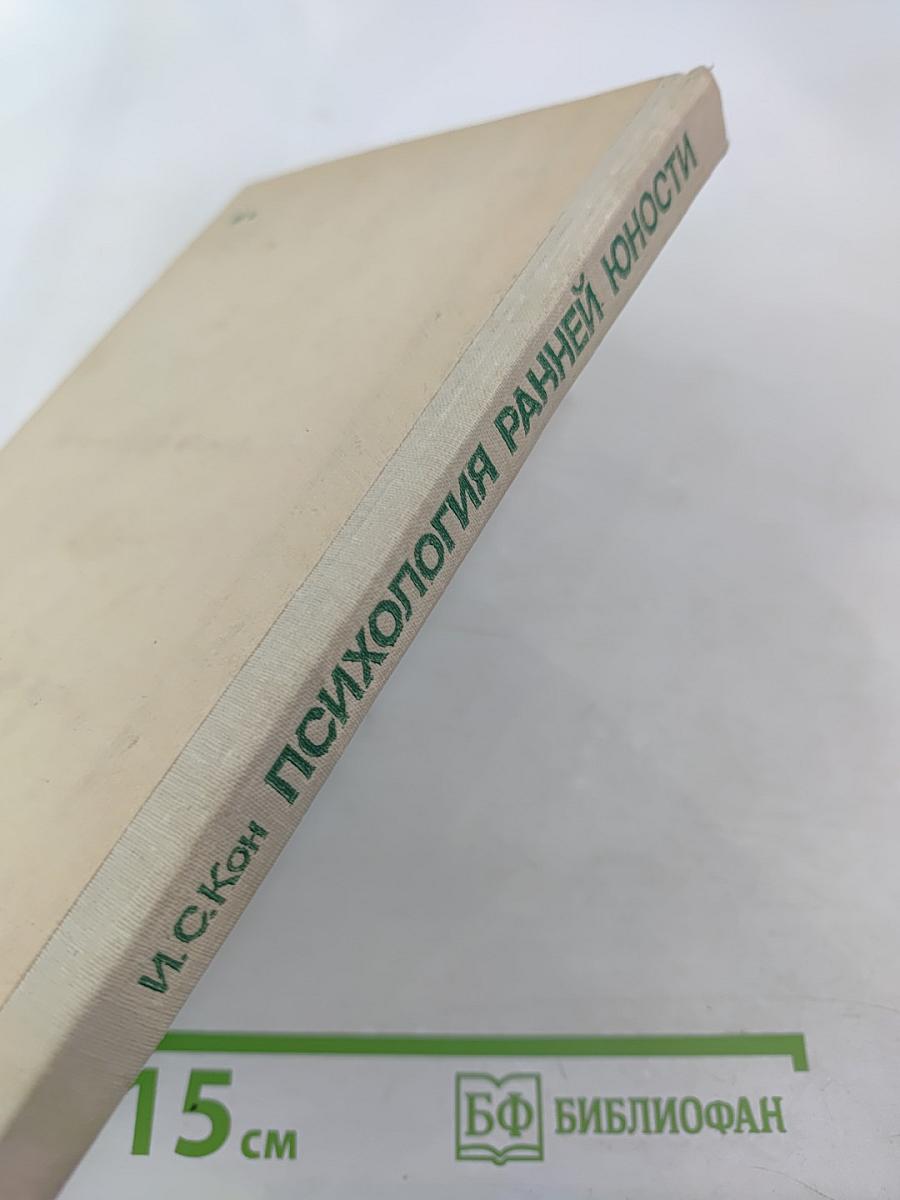 И.С.Кон ПСИХОЛОГИЯ РАННЕЙ ЮНОСТИ
15 см
БФ БИБЛИОФАН